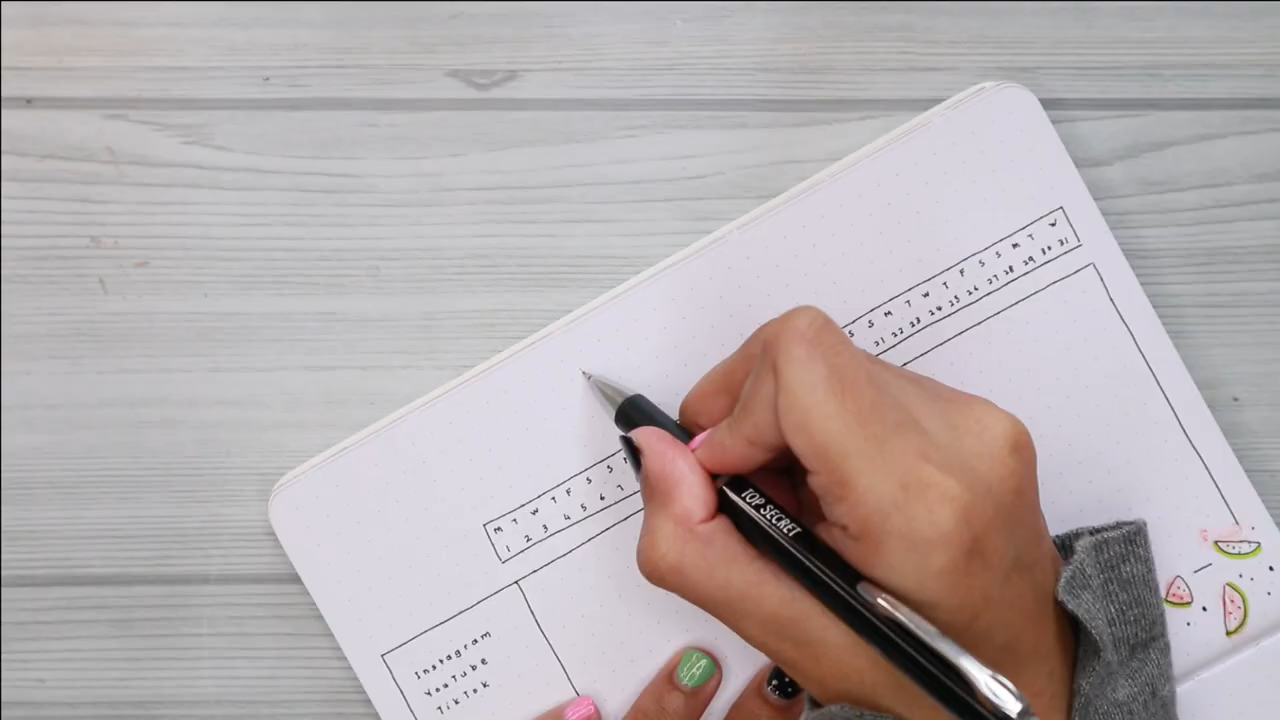 M T W T F S S S S M T W T F S S M T W
1 2 3 4 5 6 7 21 22 23 24 25 26 27 28 29 30 31
TOP SECRET
Instagram
YouTube
TikTok